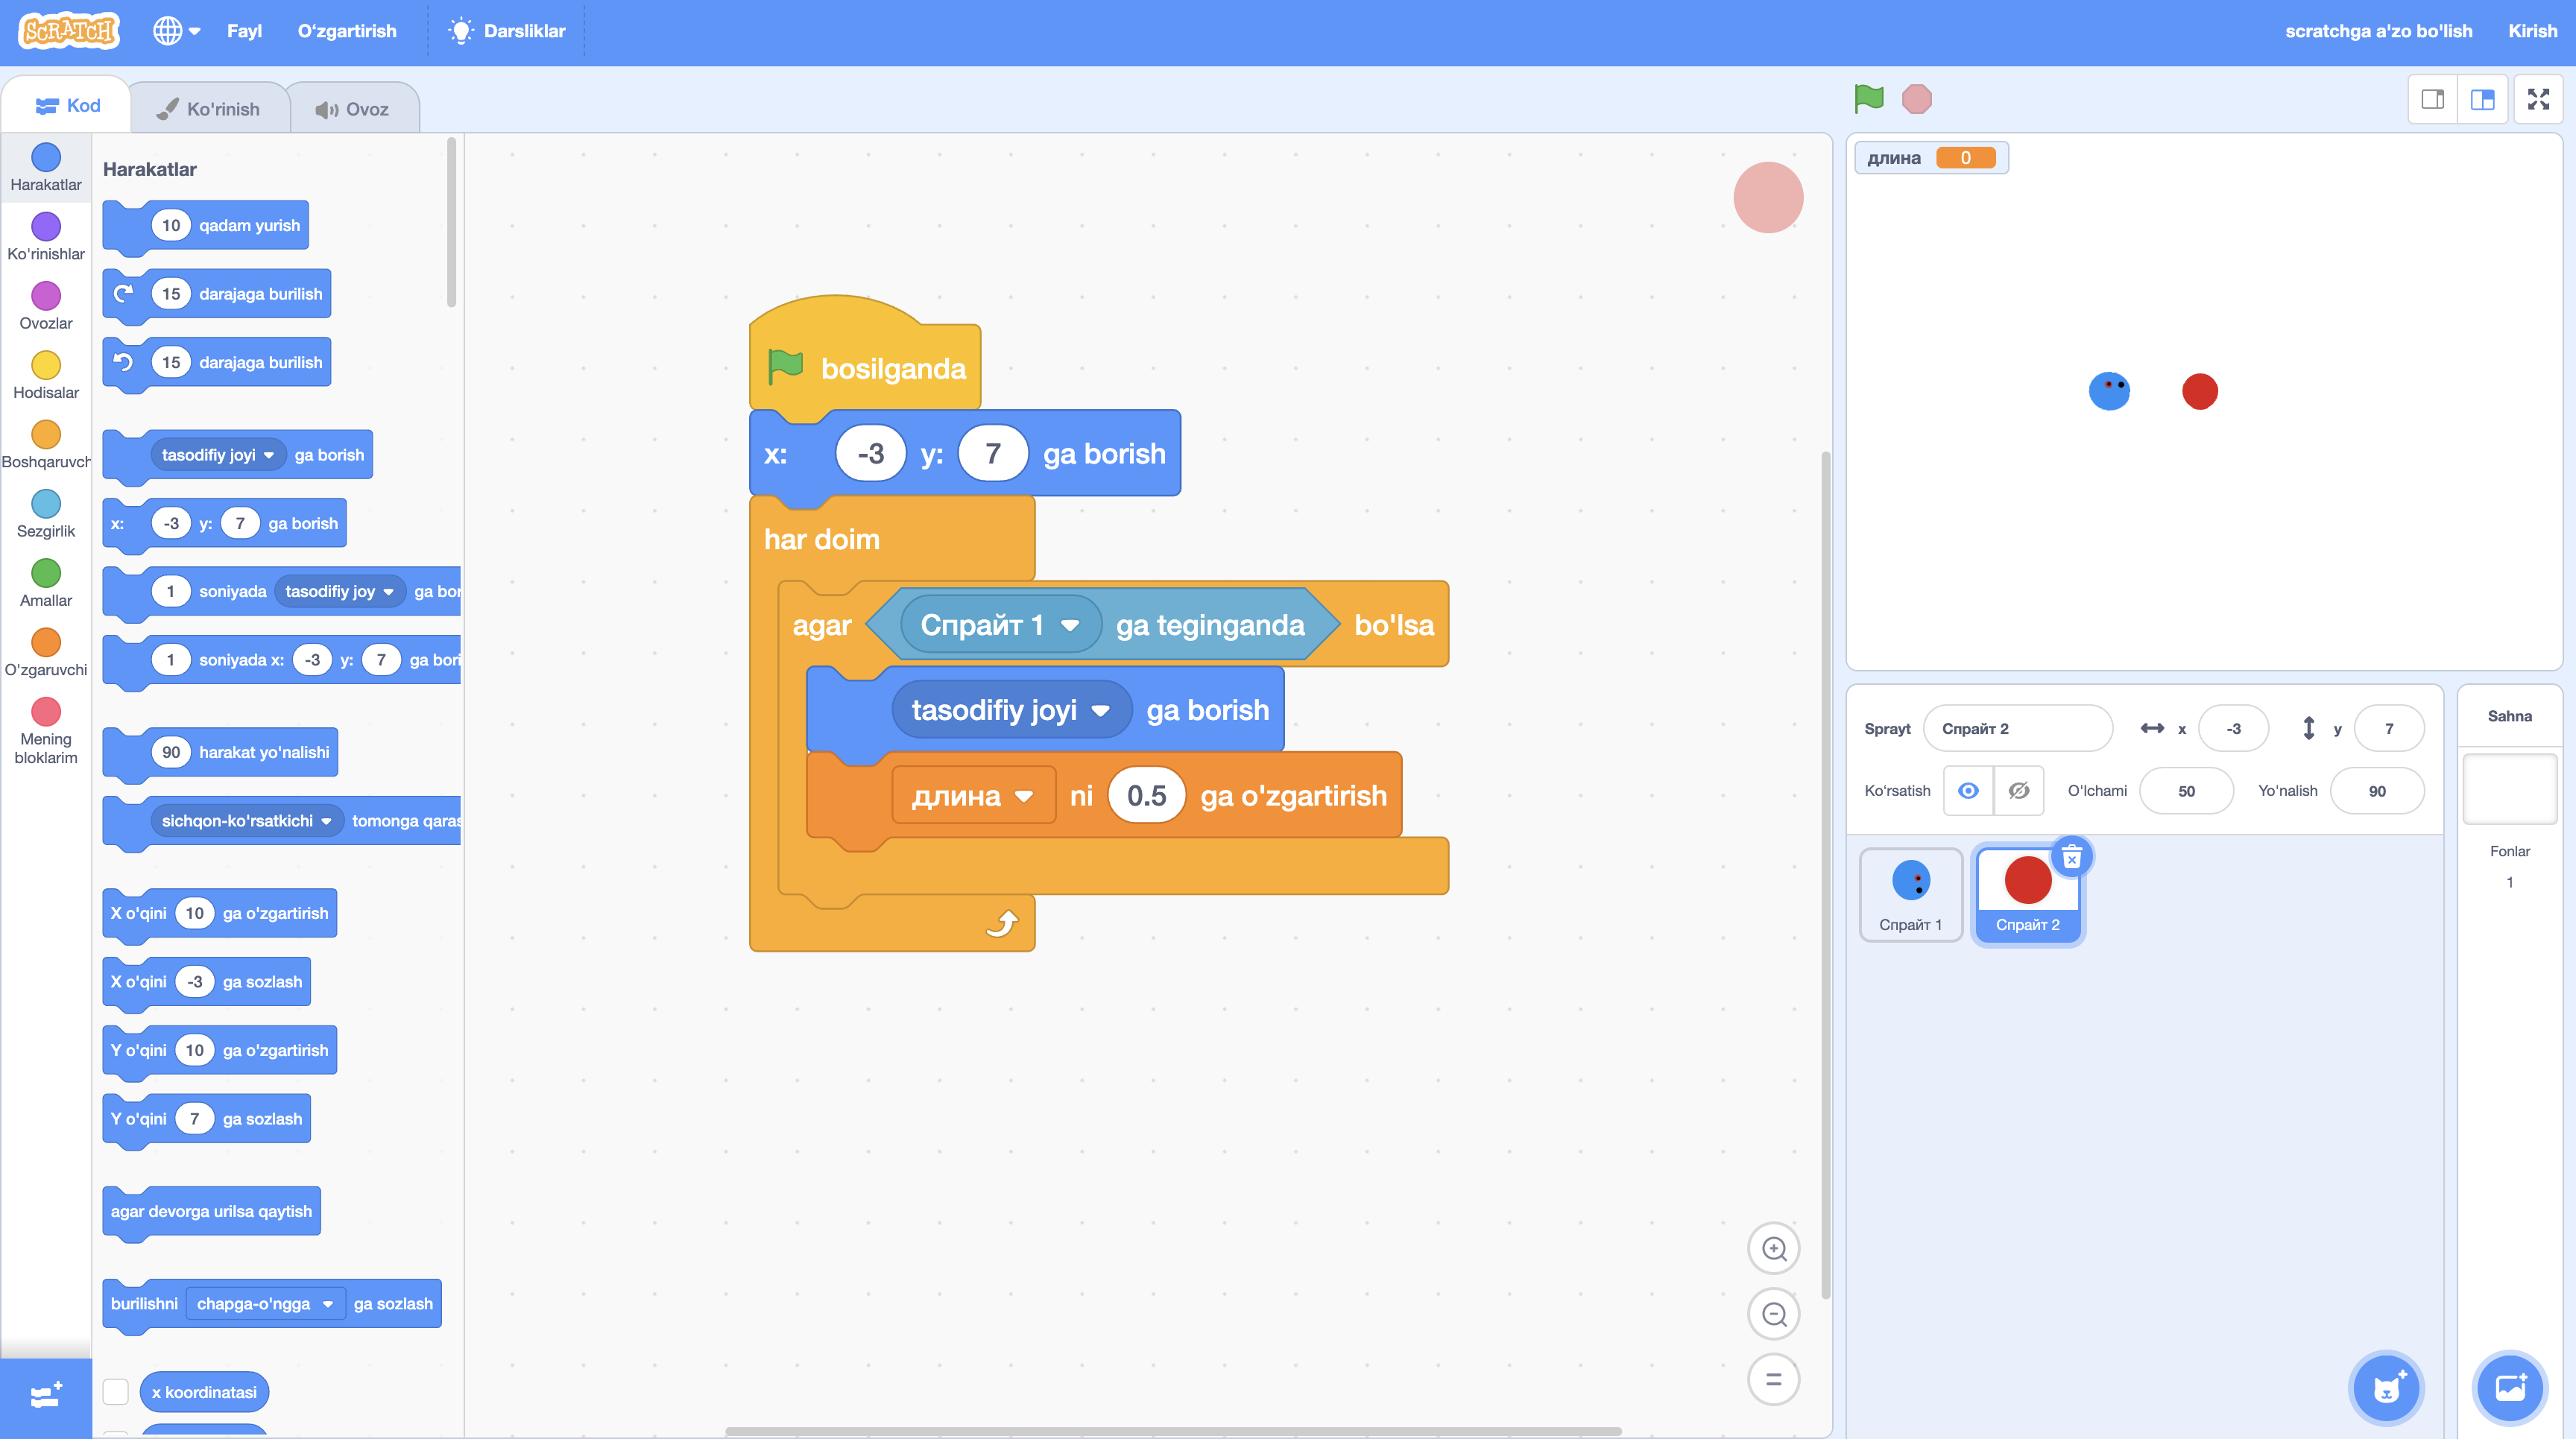 SCRATCH
Fayl
O'zgartirish
Darsliklar
scratchga a'zo bo'lish
Kirish
Kod
Ko'rinish
Ovoz
Harakatlar
Ko'rinishlar
Ovozlar
Hodisalar
Boshqaruvch
Sezgirlik
Amallar
O'zgaruvchi
Mening
bloklarim
Harakatlar
10 qadam yurish
15 darajaga burilish
15 darajaga burilish
tasodifiy joyi ga borish
x: -3 y: 7 ga borish
1 soniyada tasodifiy joy ga bor
1 soniyada x: -3 y: 7 ga bori
90 harakat yo'nalishi
sichqon-ko'rsatkichi tomonga qaras
X o'qini 10 ga o'zgartirish
X o'qini -3 ga sozlash
Y o'qini 10 ga o'zgartirish
Y o'qini 7 ga sozlash
agar devorga urilsa qaytish
burilishni chapga-o'ngga ga sozlash
x koordinatasi
bosilganda
x: -3 y: 7 ga borish
har doim
agar Спрайт 1 ga teginganda bo'lsa
tasodifiy joyi ga borish
длина ni 0.5 ga o'zgartirish
длина 0
Sprayt Спрайт 2 x -3 y 7
Ko'rsatish O'lchami 50 Yo'nalish 90
Спрайт 1
Спрайт 2
Sahna
Fonlar
1